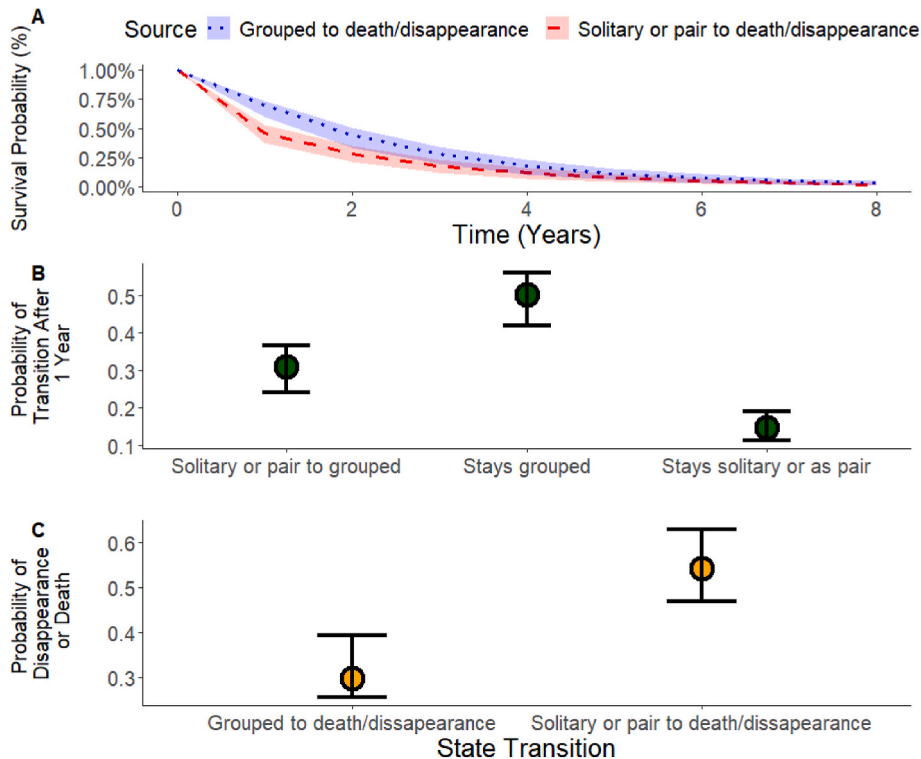 A
Source Grouped to death/disappearance Solitary or pair to death/disappearance
Survival Probability (%)
1.00%
0.75%
0.50%
0.25%
0.00%
0 2 4 6 8
Time (Years)
B
Probability of
Transition After
1 Year
0.5
0.4
0.3
0.2
0.1
Solitary or pair to grouped Stays grouped Stays solitary or as pair
C
Probability of
Disappearance
or Death
0.6
0.5
0.4
0.3
Grouped to death/dissapearance Solitary or pair to death/dissapearance
State Transition